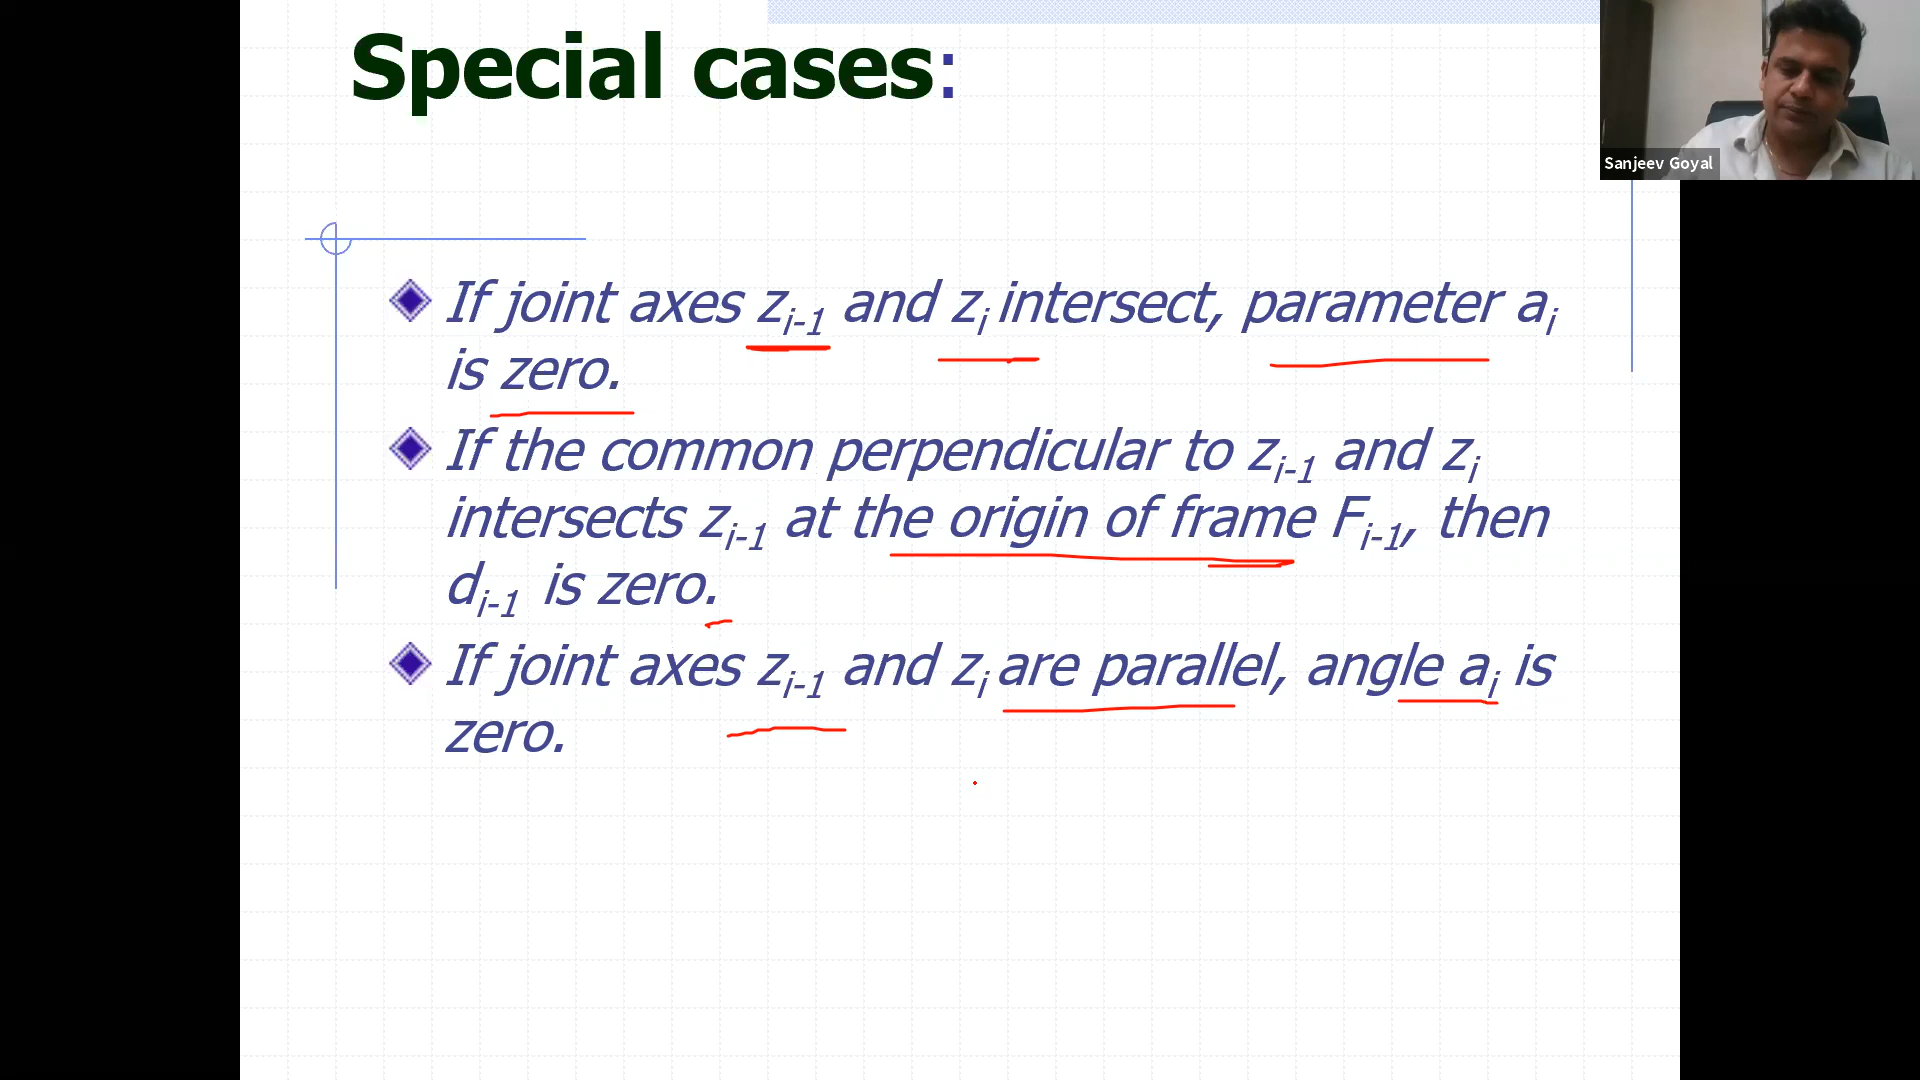 Special cases:
Sanjeev Goyal
If joint axes zi-1 and zi intersect, parameter ai
is zero.
If the common perpendicular to zi-1 and zi
intersects zi-1 at the origin of frame Fi-1, then
di-1 is zero.
If joint axes zi-1 and zi are parallel, angle ai is
zero.